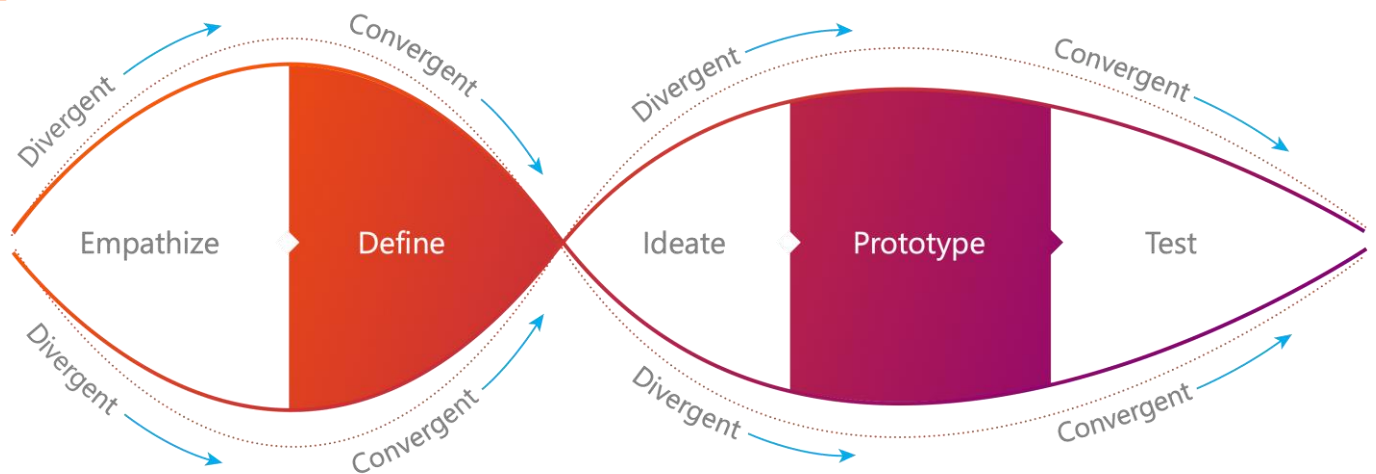 Divergent
Convergent
Divergent
Convergent
Empathize
Define
Ideate
Prototype
Test
Divergent
Convergent
Divergent
Convergent